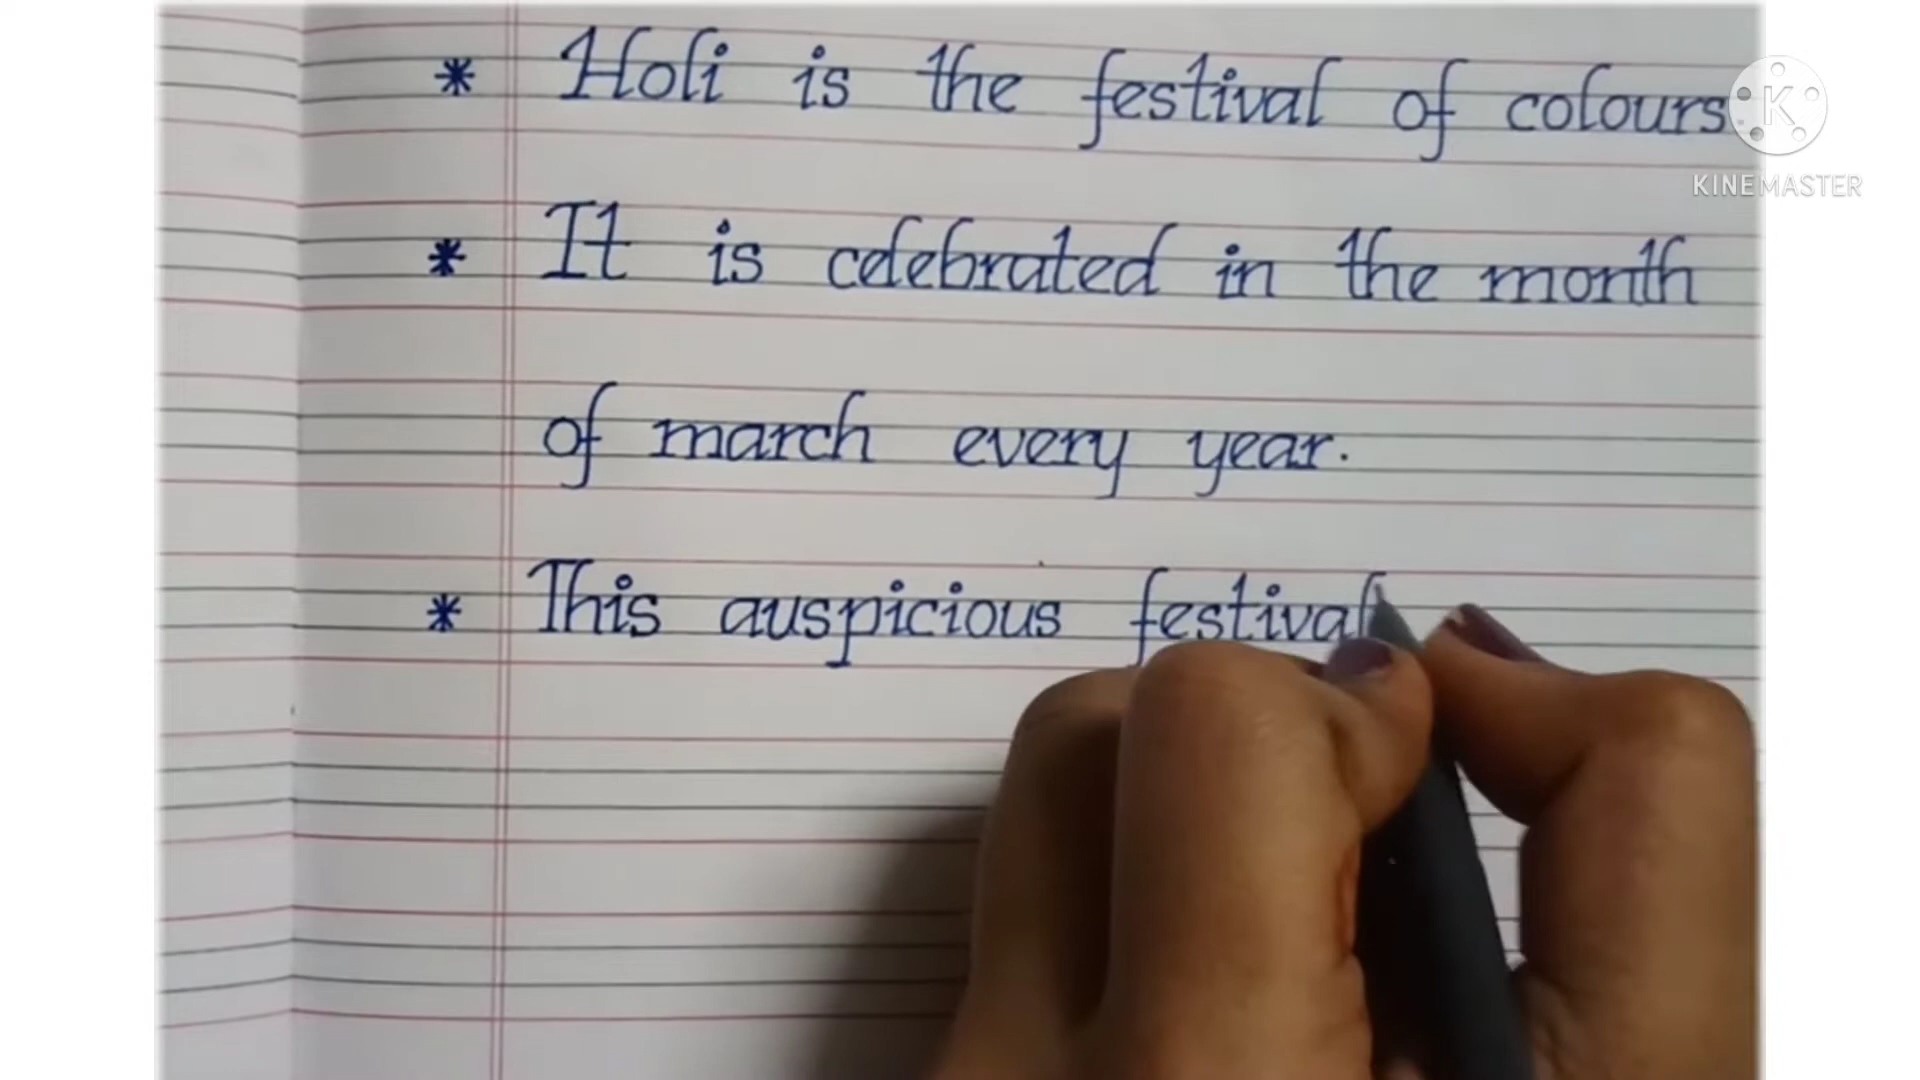 * Holi is the festival of colours.
K
KINEMASTER
* It is celebrated in the month
of march every year.
* This auspicious festival